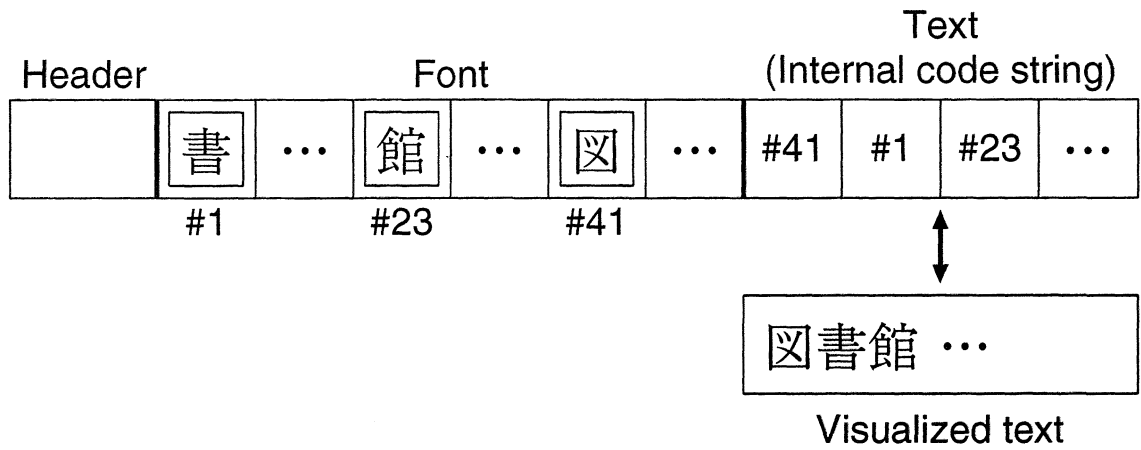 Text
Header Font (Internal code string)
書 … 館 … 図 … #41 #1 #23 …
#1 #23 #41
図書館 …
Visualized text